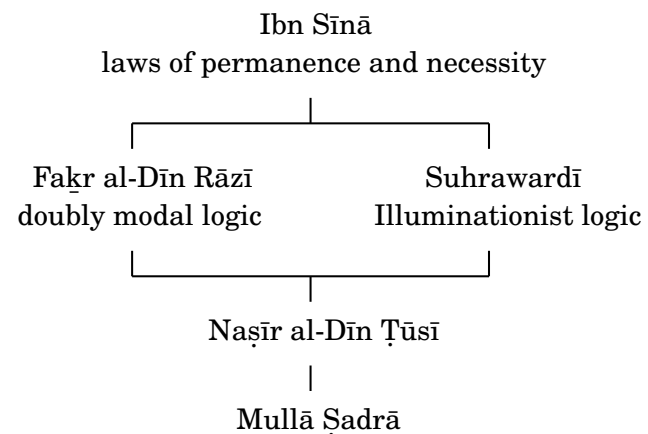 Ibn Sīnā
laws of permanence and necessity
Faḵr al-Dīn Rāzī
Suhrawardī
doubly modal logic
Illuminationist logic
Naṣīr al-Dīn Ṭūsī
Mullā Ṣadrā